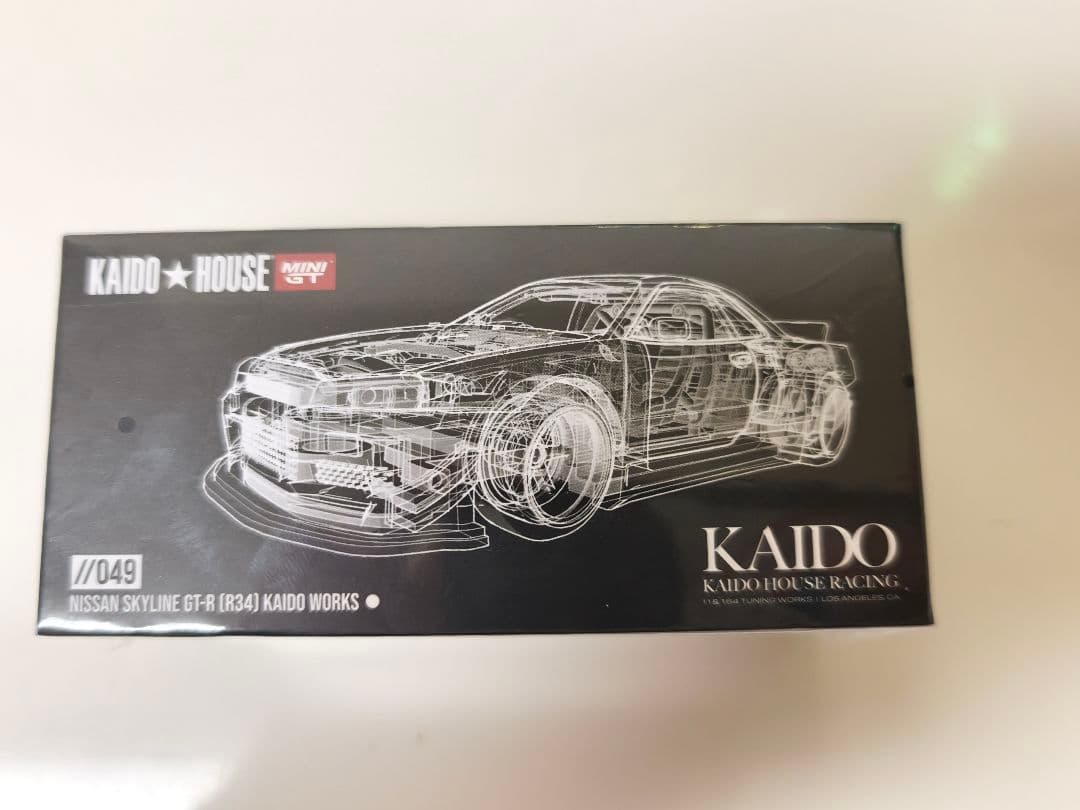 KAIDO★HOUSE MINI GT
//049
NISSAN SKYLINE GT-R (R34) KAIDO WORKS
KAIDO
KAIDO HOUSE RACING
1:1 & 1:64 TUNING WORKS | LOS ANGELES, CA